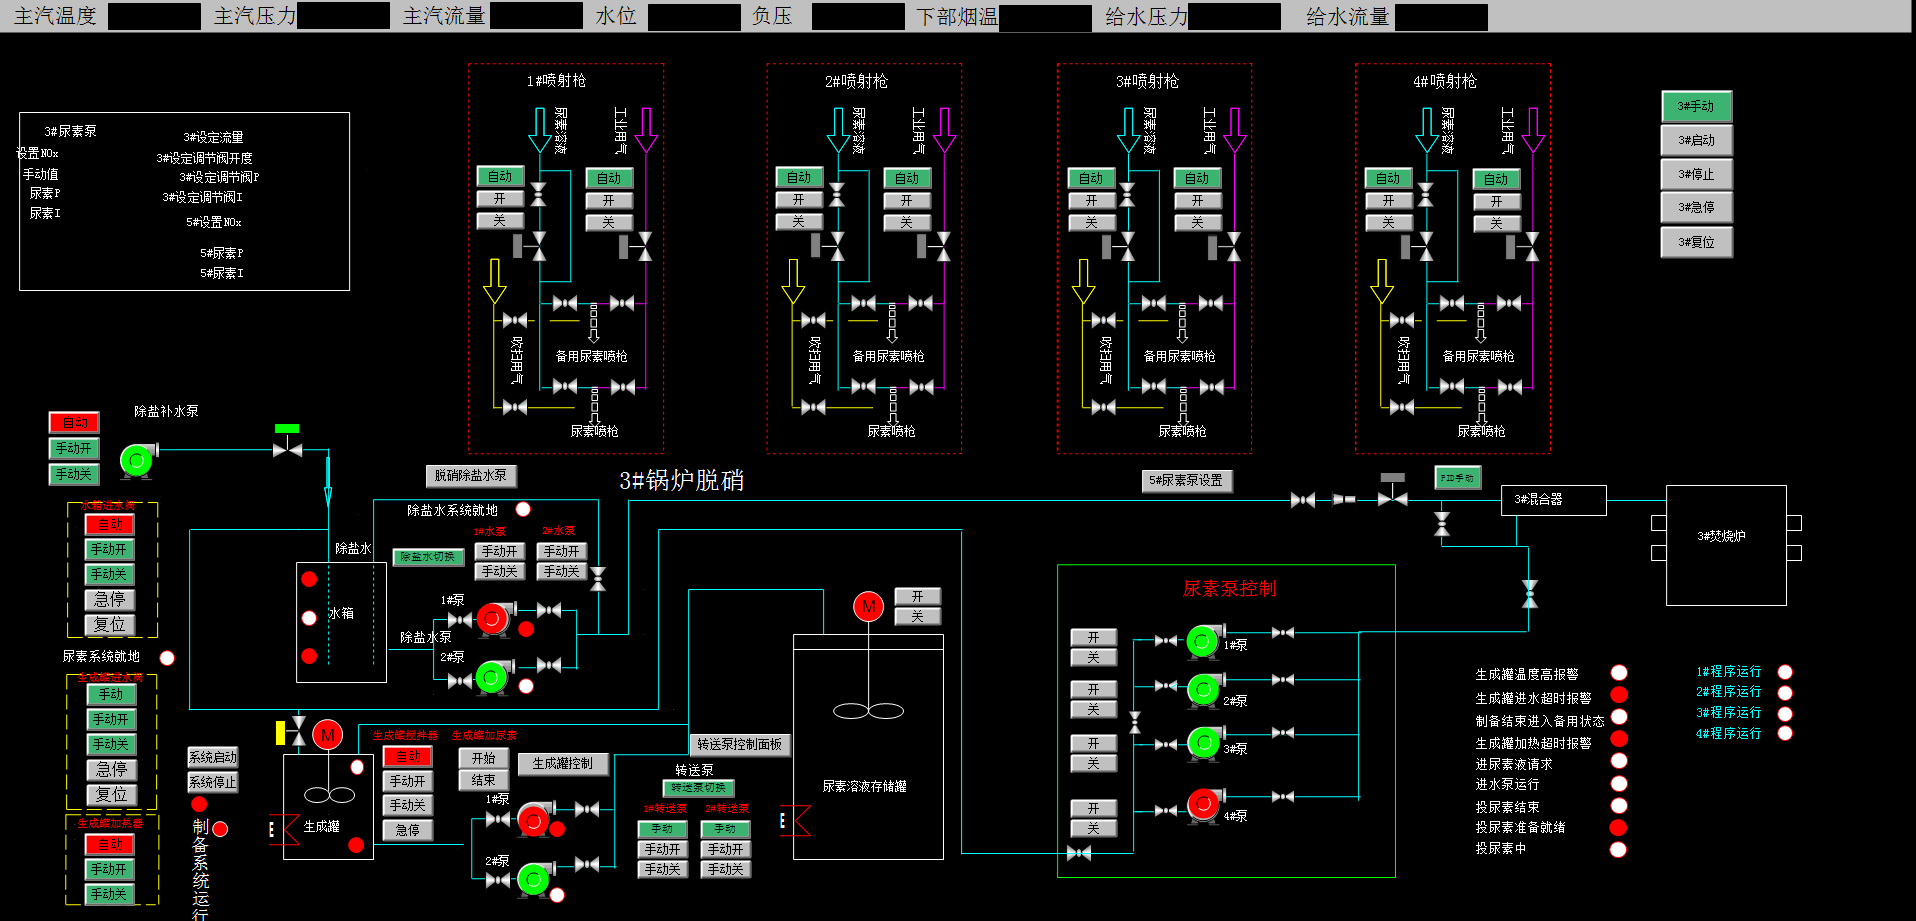 主汽温度 主汽压力 主汽流量 水位 负压 下部烟温 给水压力 给水流量
1#喷射枪 2#喷射枪 3#喷射枪 4#喷射枪
尿素溶液 工业用气 尿素溶液 工业用气 尿素溶液 工业用气 尿素溶液 工业用气
自动 自动 自动 自动 自动 自动 自动 自动
开 开 开 开 开 开 开 开
关 关 关 关 关 关 关 关
吹扫用气 吹扫用气 吹扫用气 吹扫用气
备用尿素喷枪 备用尿素喷枪 备用尿素喷枪 备用尿素喷枪
尿素喷枪 尿素喷枪 尿素喷枪 尿素喷枪
3#手动
3#启动
3#停止
3#急停
3#复位
3#尿素泵
设置NOx
手动值
尿素P
尿素I
3#设定流量
3#设定调节阀开度
3#设定调节阀P
3#设定调节阀I
5#设置NOx
5#尿素P
5#尿素I
除盐补水泵
自动
手动开
手动关
水箱进水阀
自动
手动开
手动关
急停
复位
尿素系统就地
生成罐进水阀
手动
手动开
手动关
急停
复位
生成罐加热器
自动
手动开
手动关
系统启动
系统停止
制备系统运行
3#锅炉脱硝
脱硝除盐水泵
除盐水系统就地
除盐水
除盐水切换
1#水泵 2#水泵
手动开 手动开
手动关 手动关
水箱
除盐水泵
1#泵
2#泵
生成罐搅拌器
自动
手动开
手动关
急停
生成罐加尿素
开始
结束
生成罐控制
生成罐
1#泵
2#泵
转送泵控制面板
转送泵
转送泵切换
1#转送泵 2#转送泵
手动 手动
手动开 手动开
手动关 手动关
M
M
开
关
尿素溶液存储罐
5#尿素泵设置
PID手动
3#混合器
3#焚烧炉
尿素泵控制
开
关
1#泵
开
关
2#泵
开
关
3#泵
开
关
4#泵
生成罐温度高报警
生成罐进水超时报警
制备结束进入备用状态
生成罐加热超时报警
进尿素液请求
进水泵运行
投尿素结束
投尿素准备就绪
投尿素中
1#程序运行
2#程序运行
3#程序运行
4#程序运行